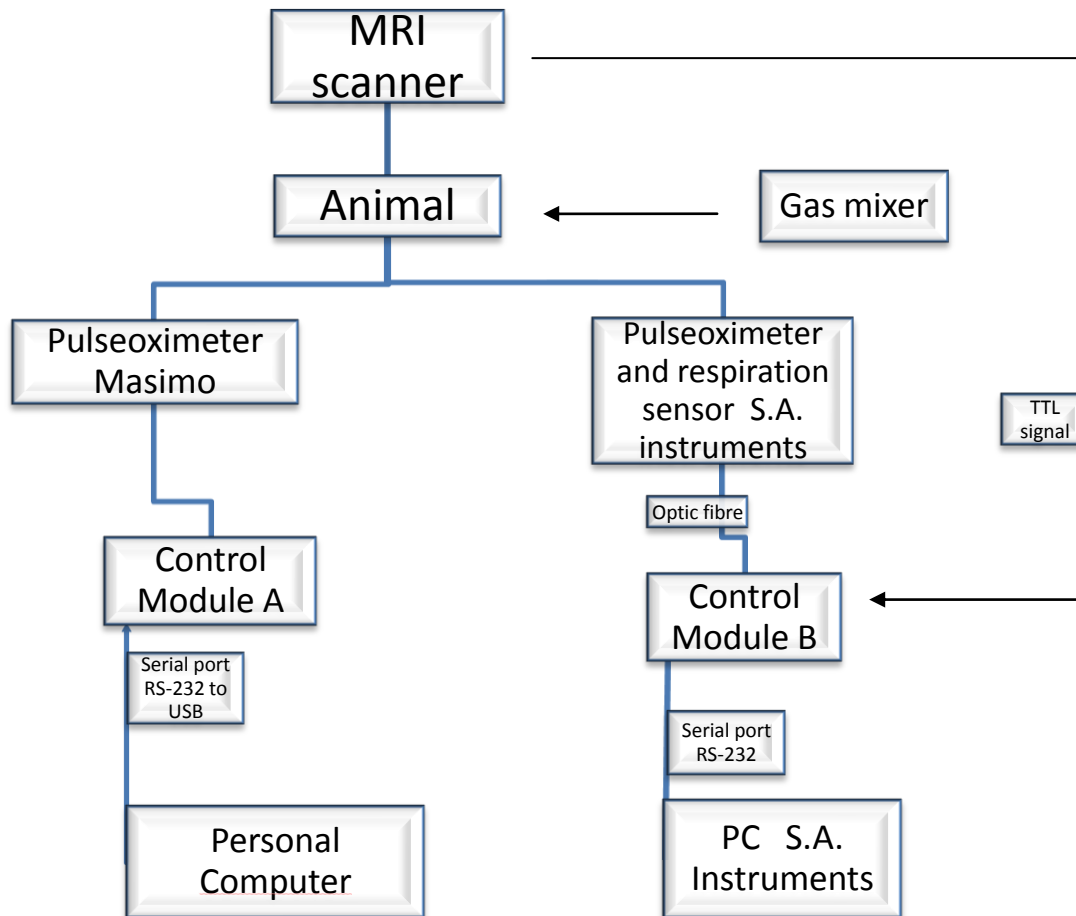 MRI
scanner
Animal
Gas mixer
Pulseoximeter
Masimo
Pulseoximeter
and respiration
sensor S.A.
instruments
TTL
signal
Optic fibre
Control
Module A
Control
Module B
Serial port
RS-232 to
USB
Serial port
RS-232
Personal
Computer
PC S.A.
Instruments